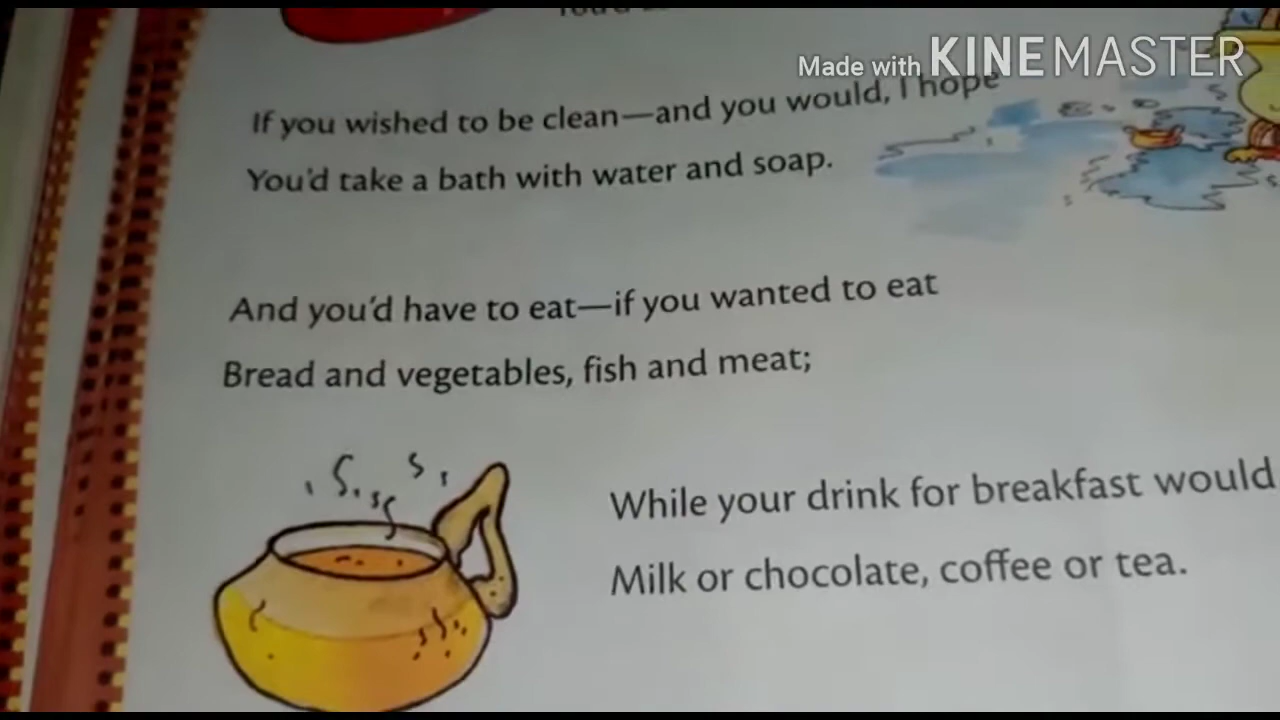 Made with KINEMASTER
If you wished to be clean—and you would, I hope
You'd take a bath with water and soap.
And you'd have to eat—if you wanted to eat
Bread and vegetables, fish and meat;
While your drink for breakfast would
Milk or chocolate, coffee or tea.